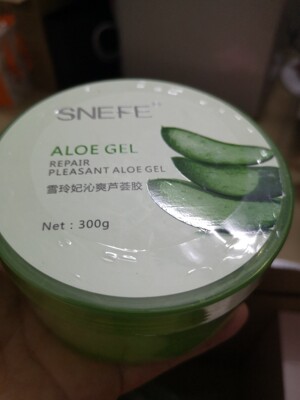 SNEFE
ALOE GEL
REPAIR
PLEASANT ALOE GEL
雪玲妃沁爽芦荟胶
Net : 300g